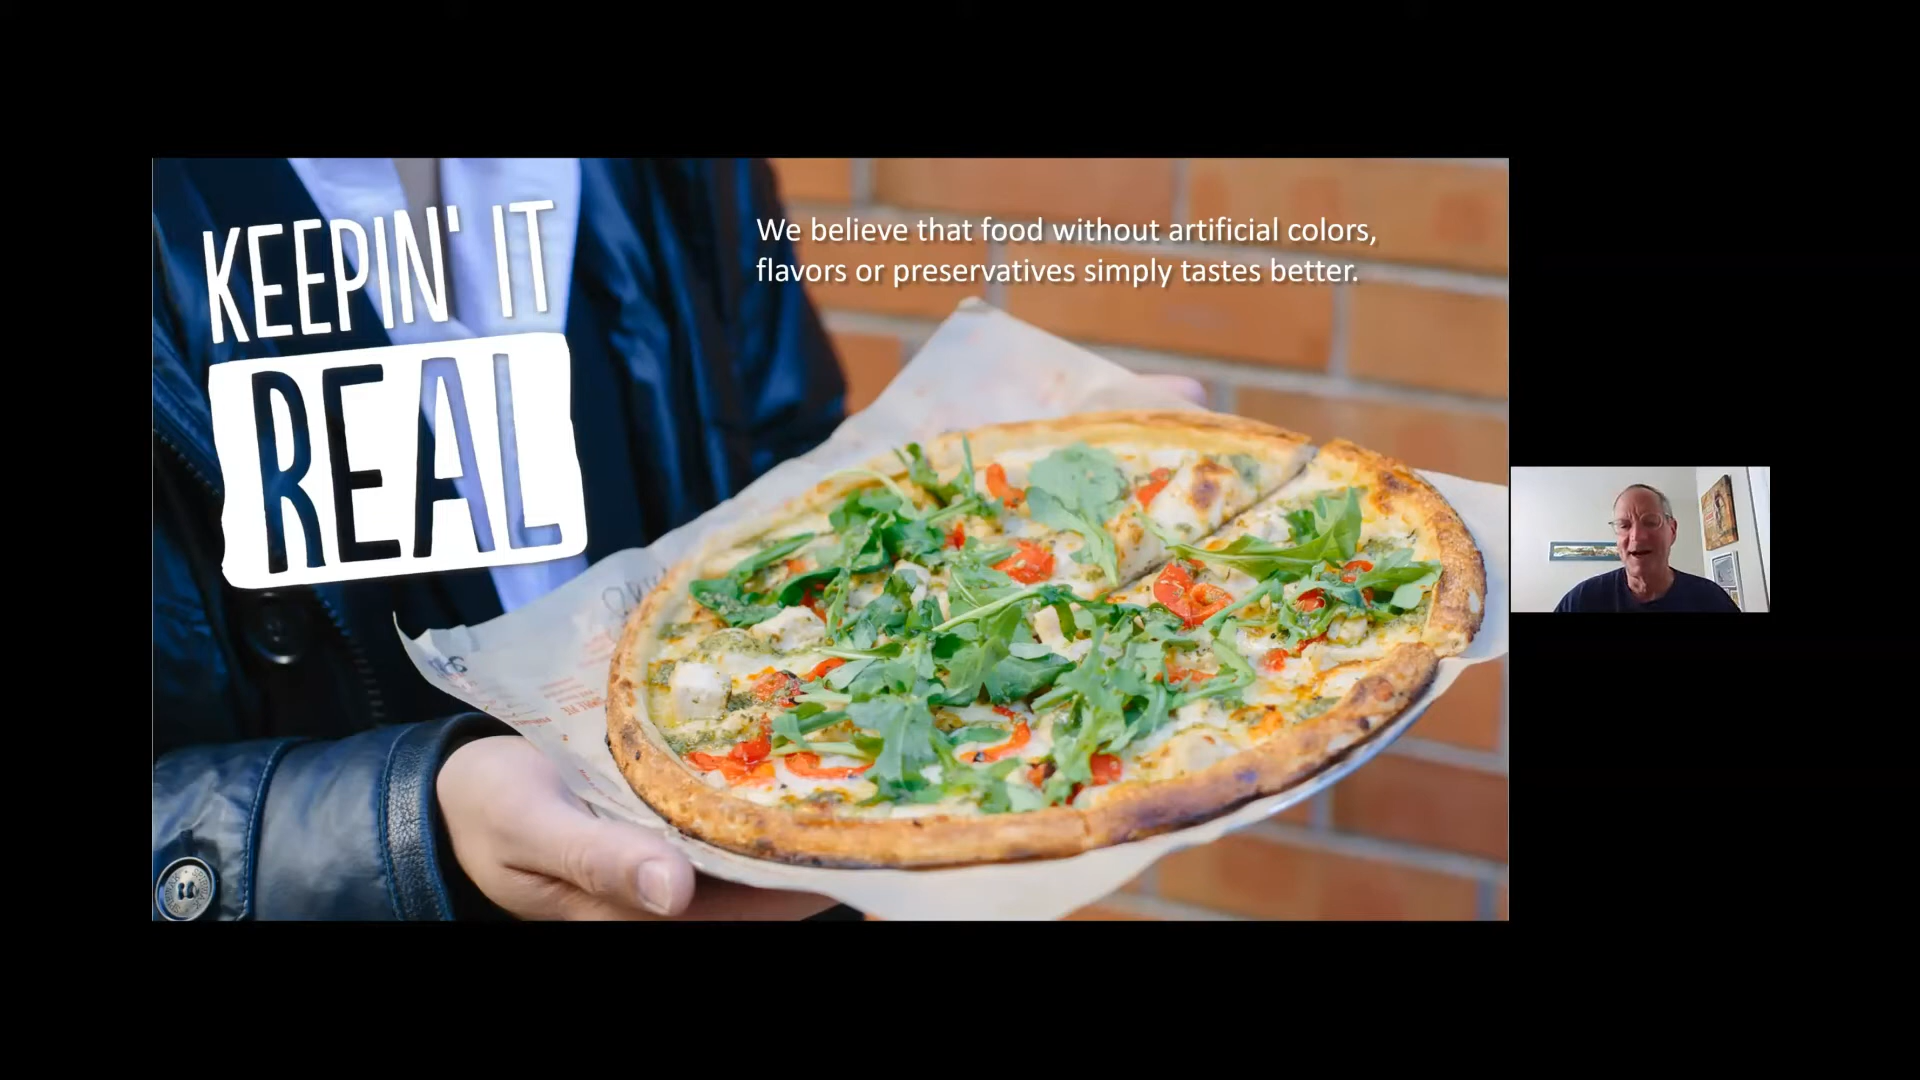 KEEPIN' IT
REAL
We believe that food without artificial colors,
flavors or preservatives simply tastes better.